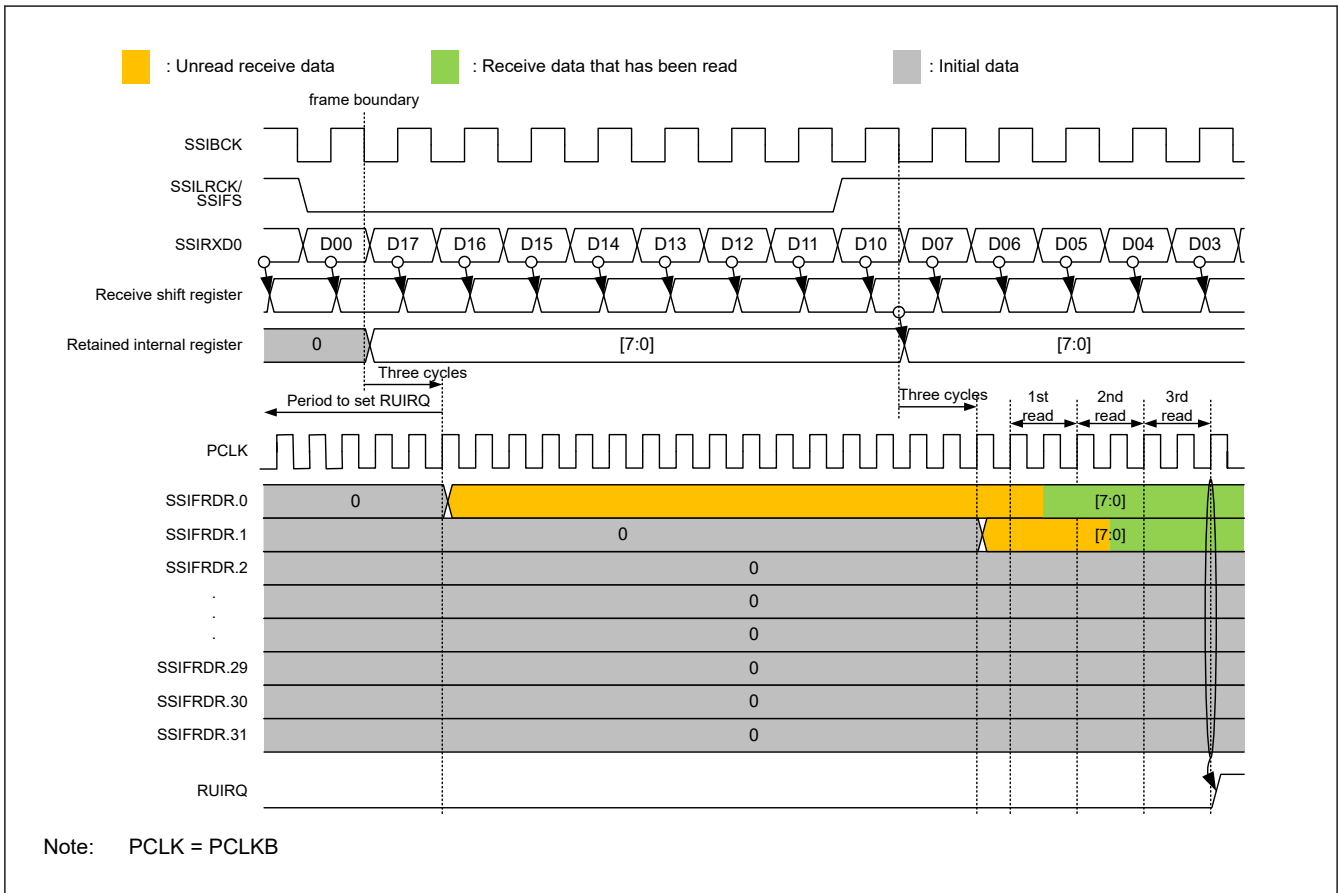 : Unread receive data : Receive data that has been read : Initial data
frame boundary
SSIBCK
SSILRCK/
SSIFS
SSIRXD0 D00 D17 D16 D15 D14 D13 D12 D11 D10 D07 D06 D05 D04 D03
Receive shift register
Retained internal register 0 [7:0] [7:0]
Three cycles
Period to set RUIRQ
Three cycles
1st
read
2nd
read
3rd
read
PCLK
SSIFRDR.0 0 [7:0]
SSIFRDR.1 0 [7:0]
SSIFRDR.2 0
. 0
.
. 0
SSIFRDR.29 0
SSIFRDR.30 0
SSIFRDR.31 0
RUIRQ
Note: PCLK = PCLKB